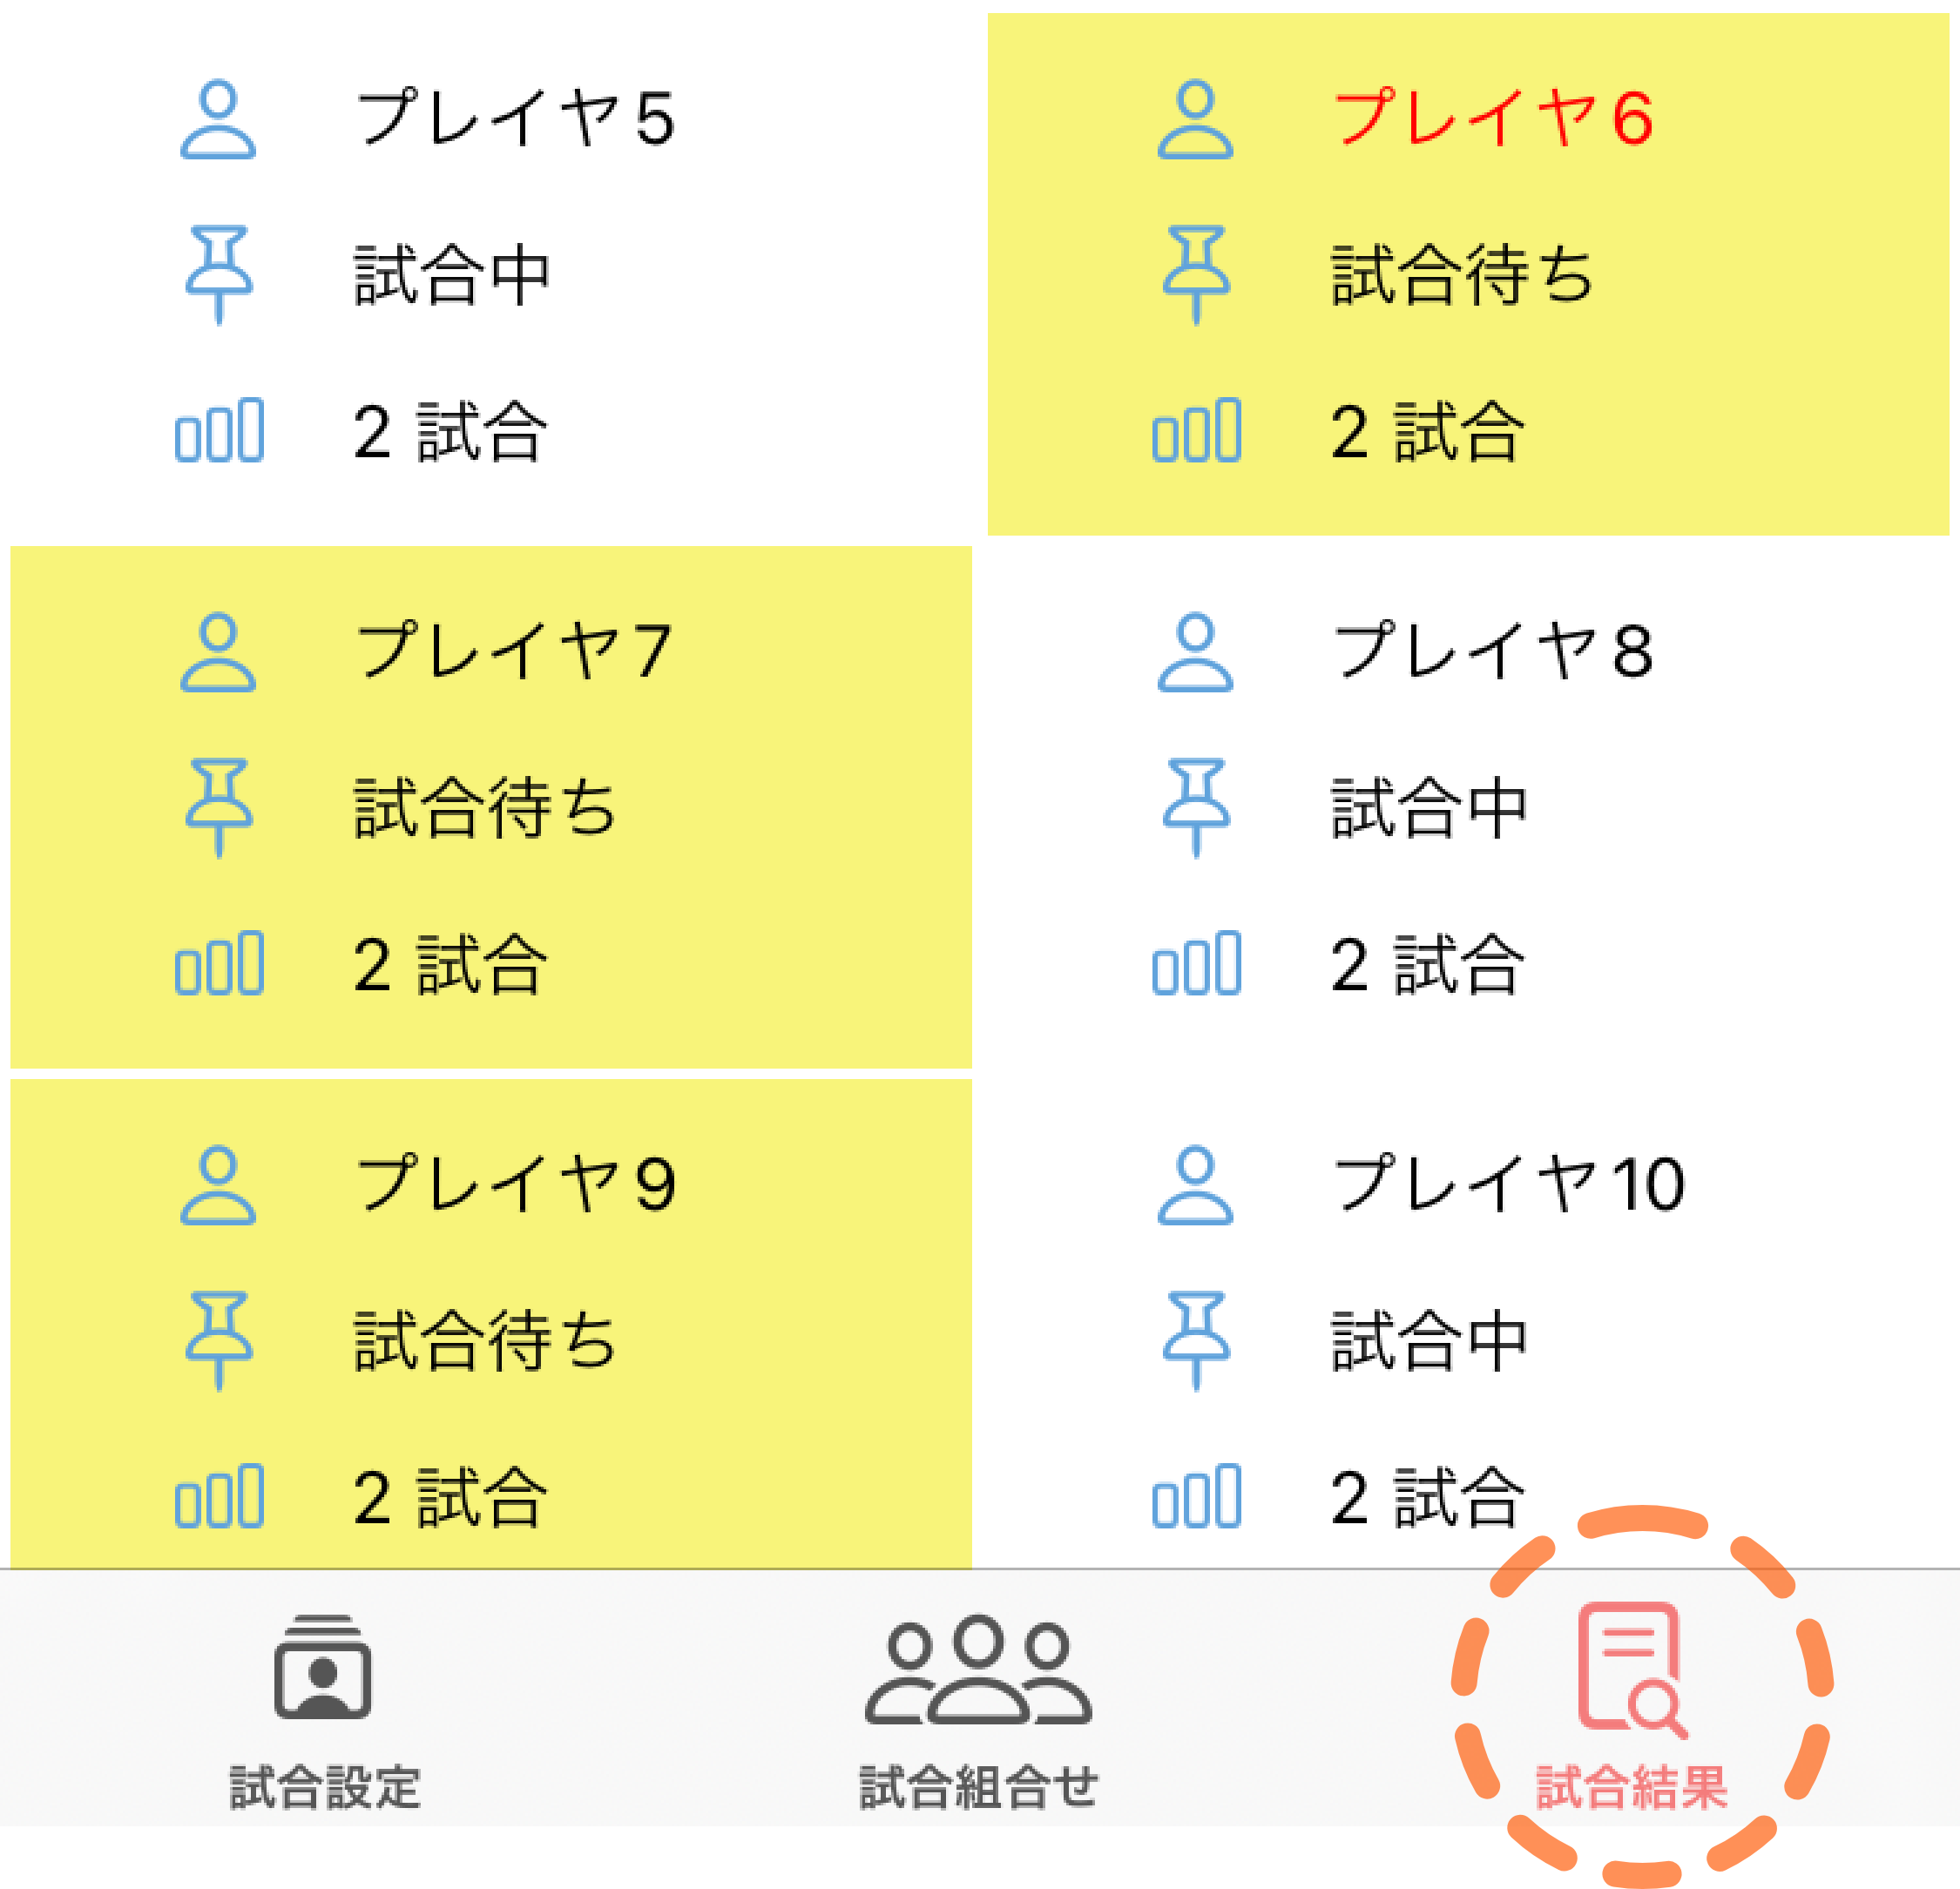 プレイヤ5
試合中
2 試合
プレイヤ6
試合待ち
2 試合
プレイヤ7
試合待ち
2 試合
プレイヤ8
試合中
2 試合
プレイヤ9
試合待ち
2 試合
プレイヤ10
試合中
2 試合
試合設定
試合組合せ
試合結果